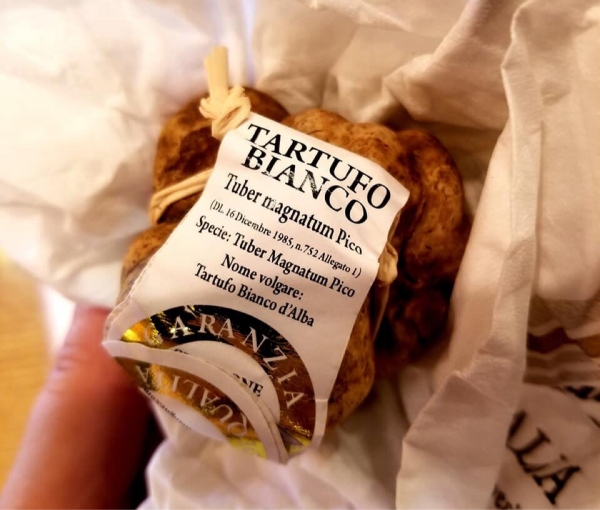 TARTUFO
BIANCO
Tuber magnatum Pico
(DL. 16 Dicembre 1985, n.752 Allegato 1)
Specie: Tuber Magnatum Pico
Nome volgare:
Tartufo Bianco d'Alba